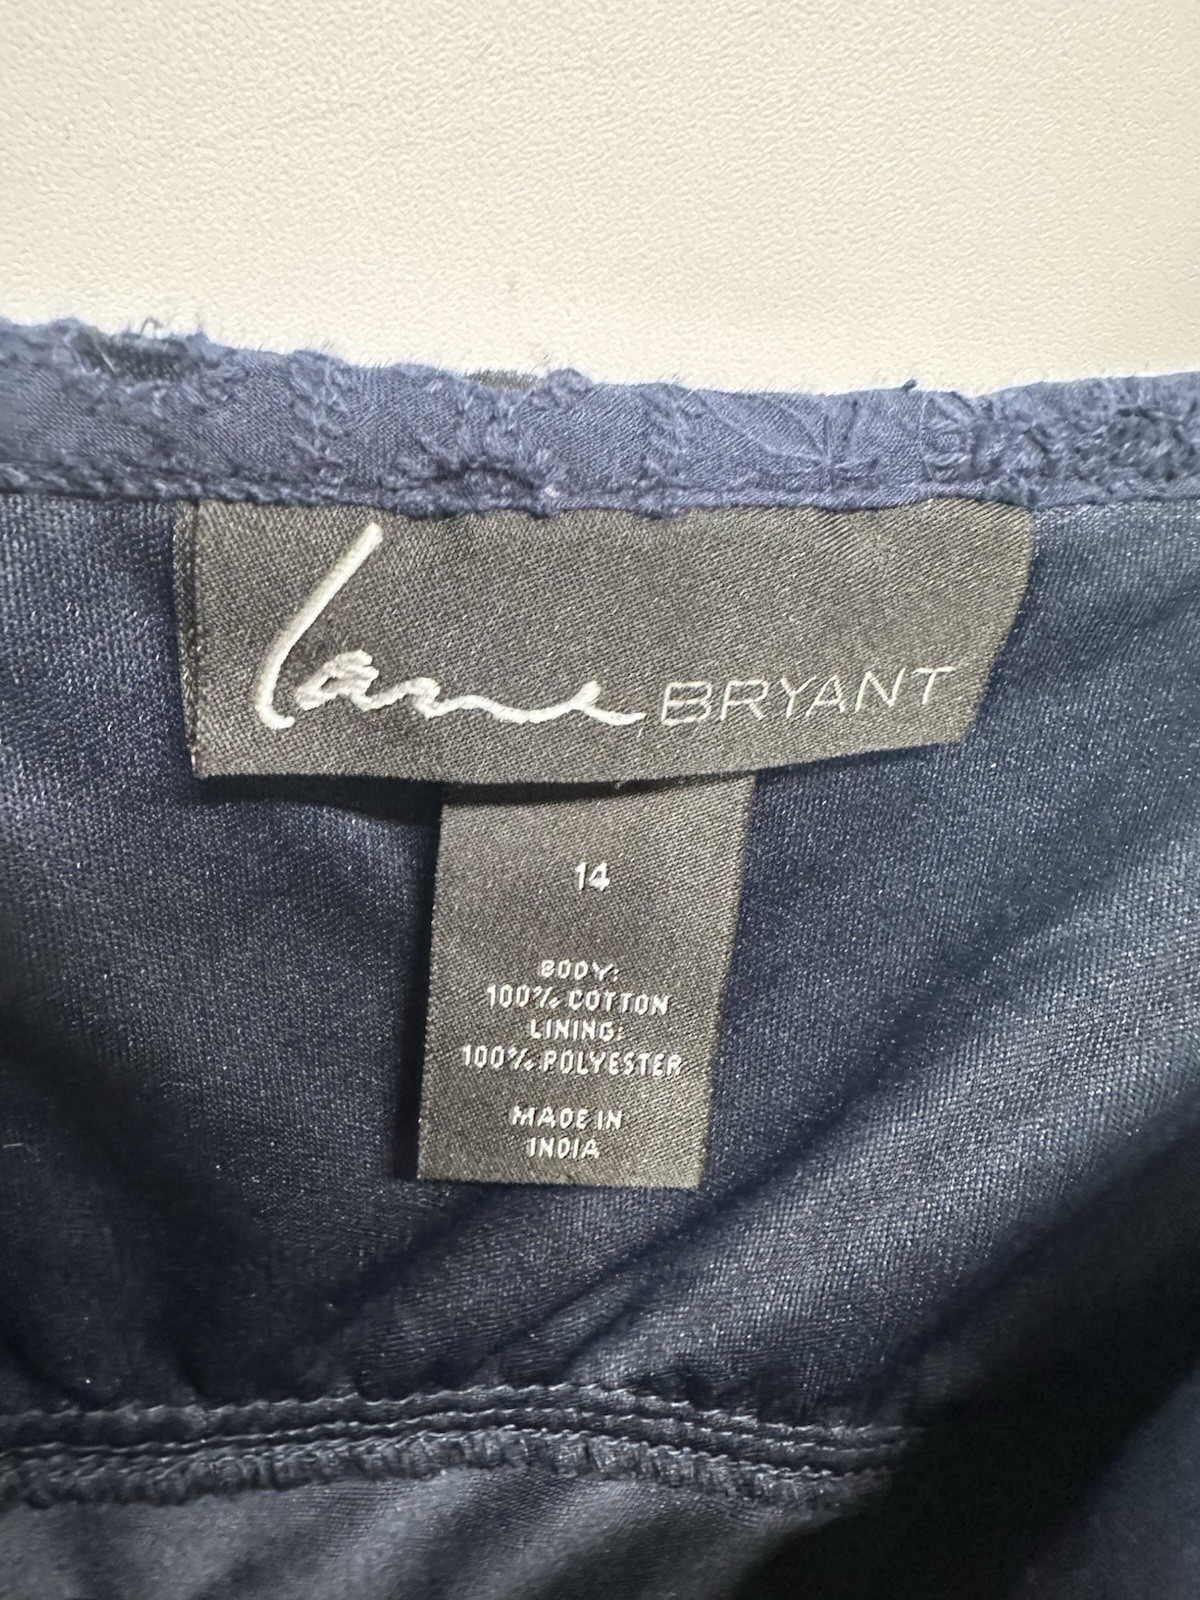 lane BRYANT
14
BODY:
100% COTTON
LINING:
100% POLYESTER
MADE IN
INDIA